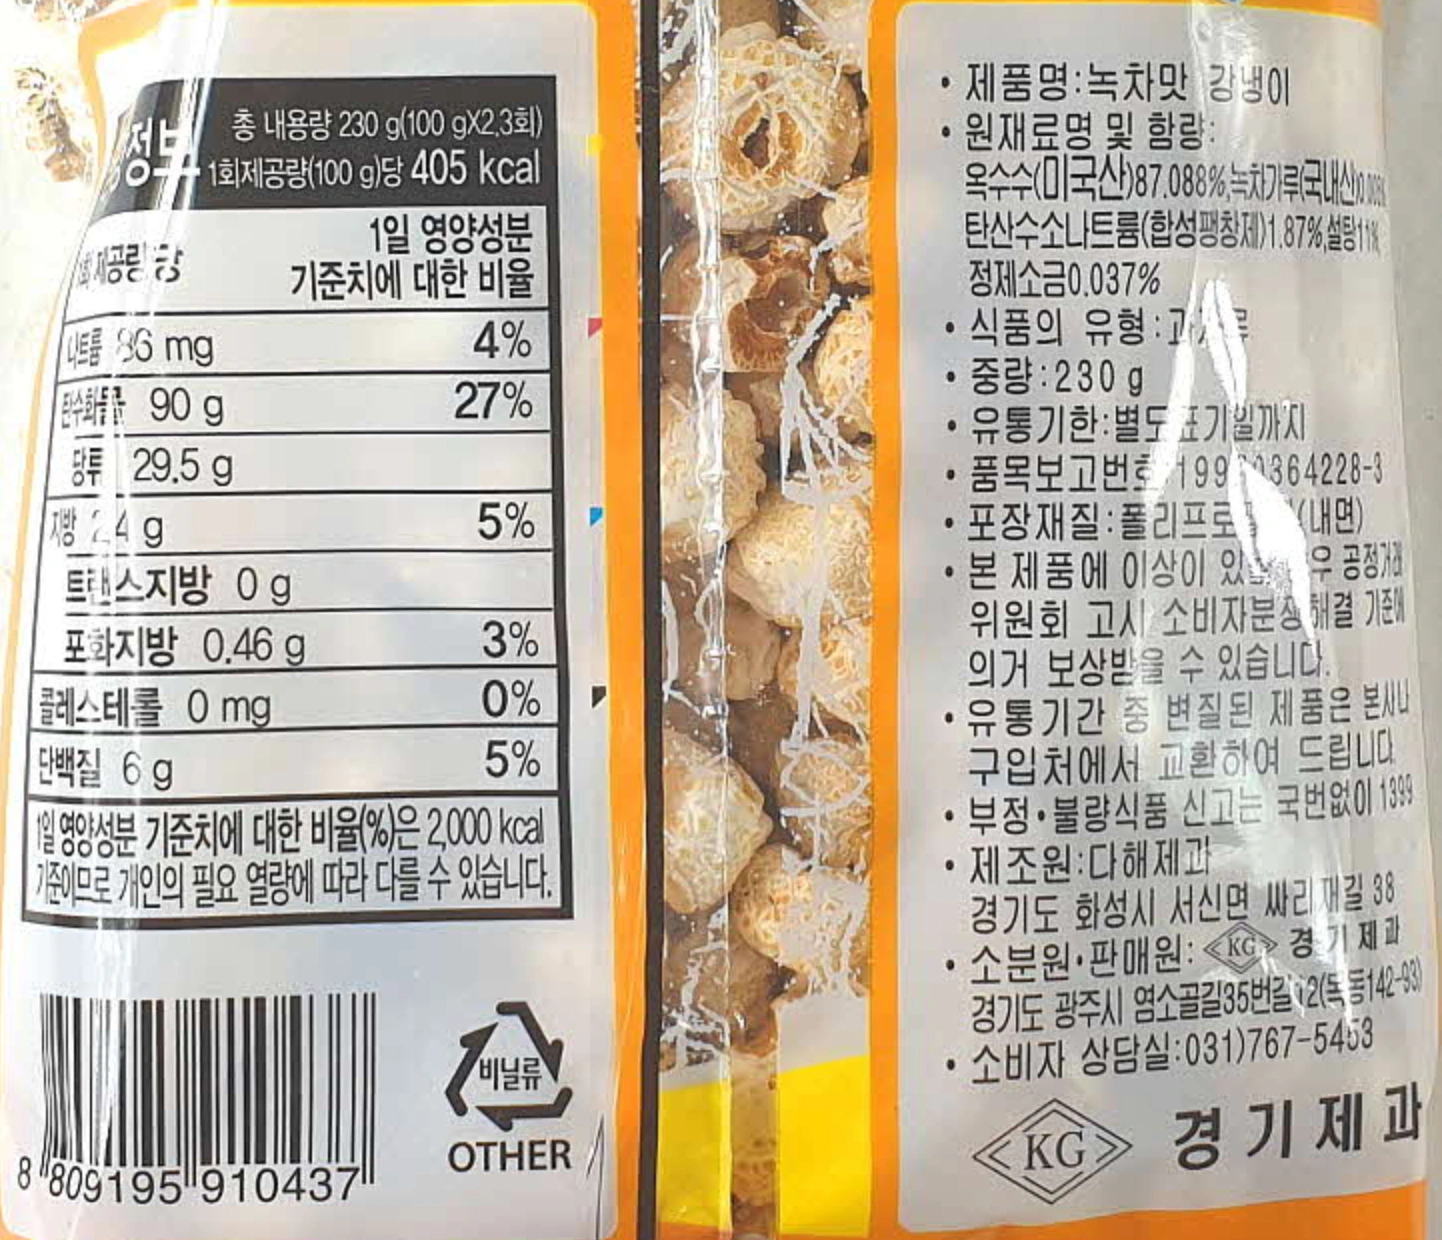 총 내용량 230 g(100 gX2.3회)
1회제공량(100 g)당 405 kcal
1일 영양성분
기준치에 대한 비율
나트륨 86 mg 4%
탄수화물 90 g 27%
당류 29.5 g
지방 2.4 g 5%
트랜스지방 0 g
포화지방 0.46 g 3%
콜레스테롤 0 mg 0%
단백질 6 g 5%
1일 영양성분 기준치에 대한 비율(%)은 2,000 kcal
기준이므로 개인의 필요 열량에 따라 다를 수 있습니다.
8 809195 910437
비닐류
OTHER
• 제품명:녹차맛 강냉이
• 원재료명 및 함량:
옥수수(미국산)87.088%,녹차가루(국내산)
탄산수소나트륨(합성팽창제)1.87%,설탕11%
정제소금0.037%
• 식품의 유형:
• 중량:230 g
• 유통기한:별도표기일까지
• 품목보고번호
• 포장재질: (내면)
• 본 제품에 이상이 공정거래
위원회 고시 소비자분쟁해결 기준에
의거 보상받을 수 있습니다.
• 유통기간 중 변질된 제품은 본사나
구입처에서 교환하여 드립니다.
• 부정•불량식품 신고는 국번없이 1399
• 제조원:다해제과
경기도 화성시 서신면 싸리재길 38
• 소분원•판매원: KG 경기제과
경기도 광주시 염소골길35번길
• 소비자 상담실:031)767-5453
KG 경기제과